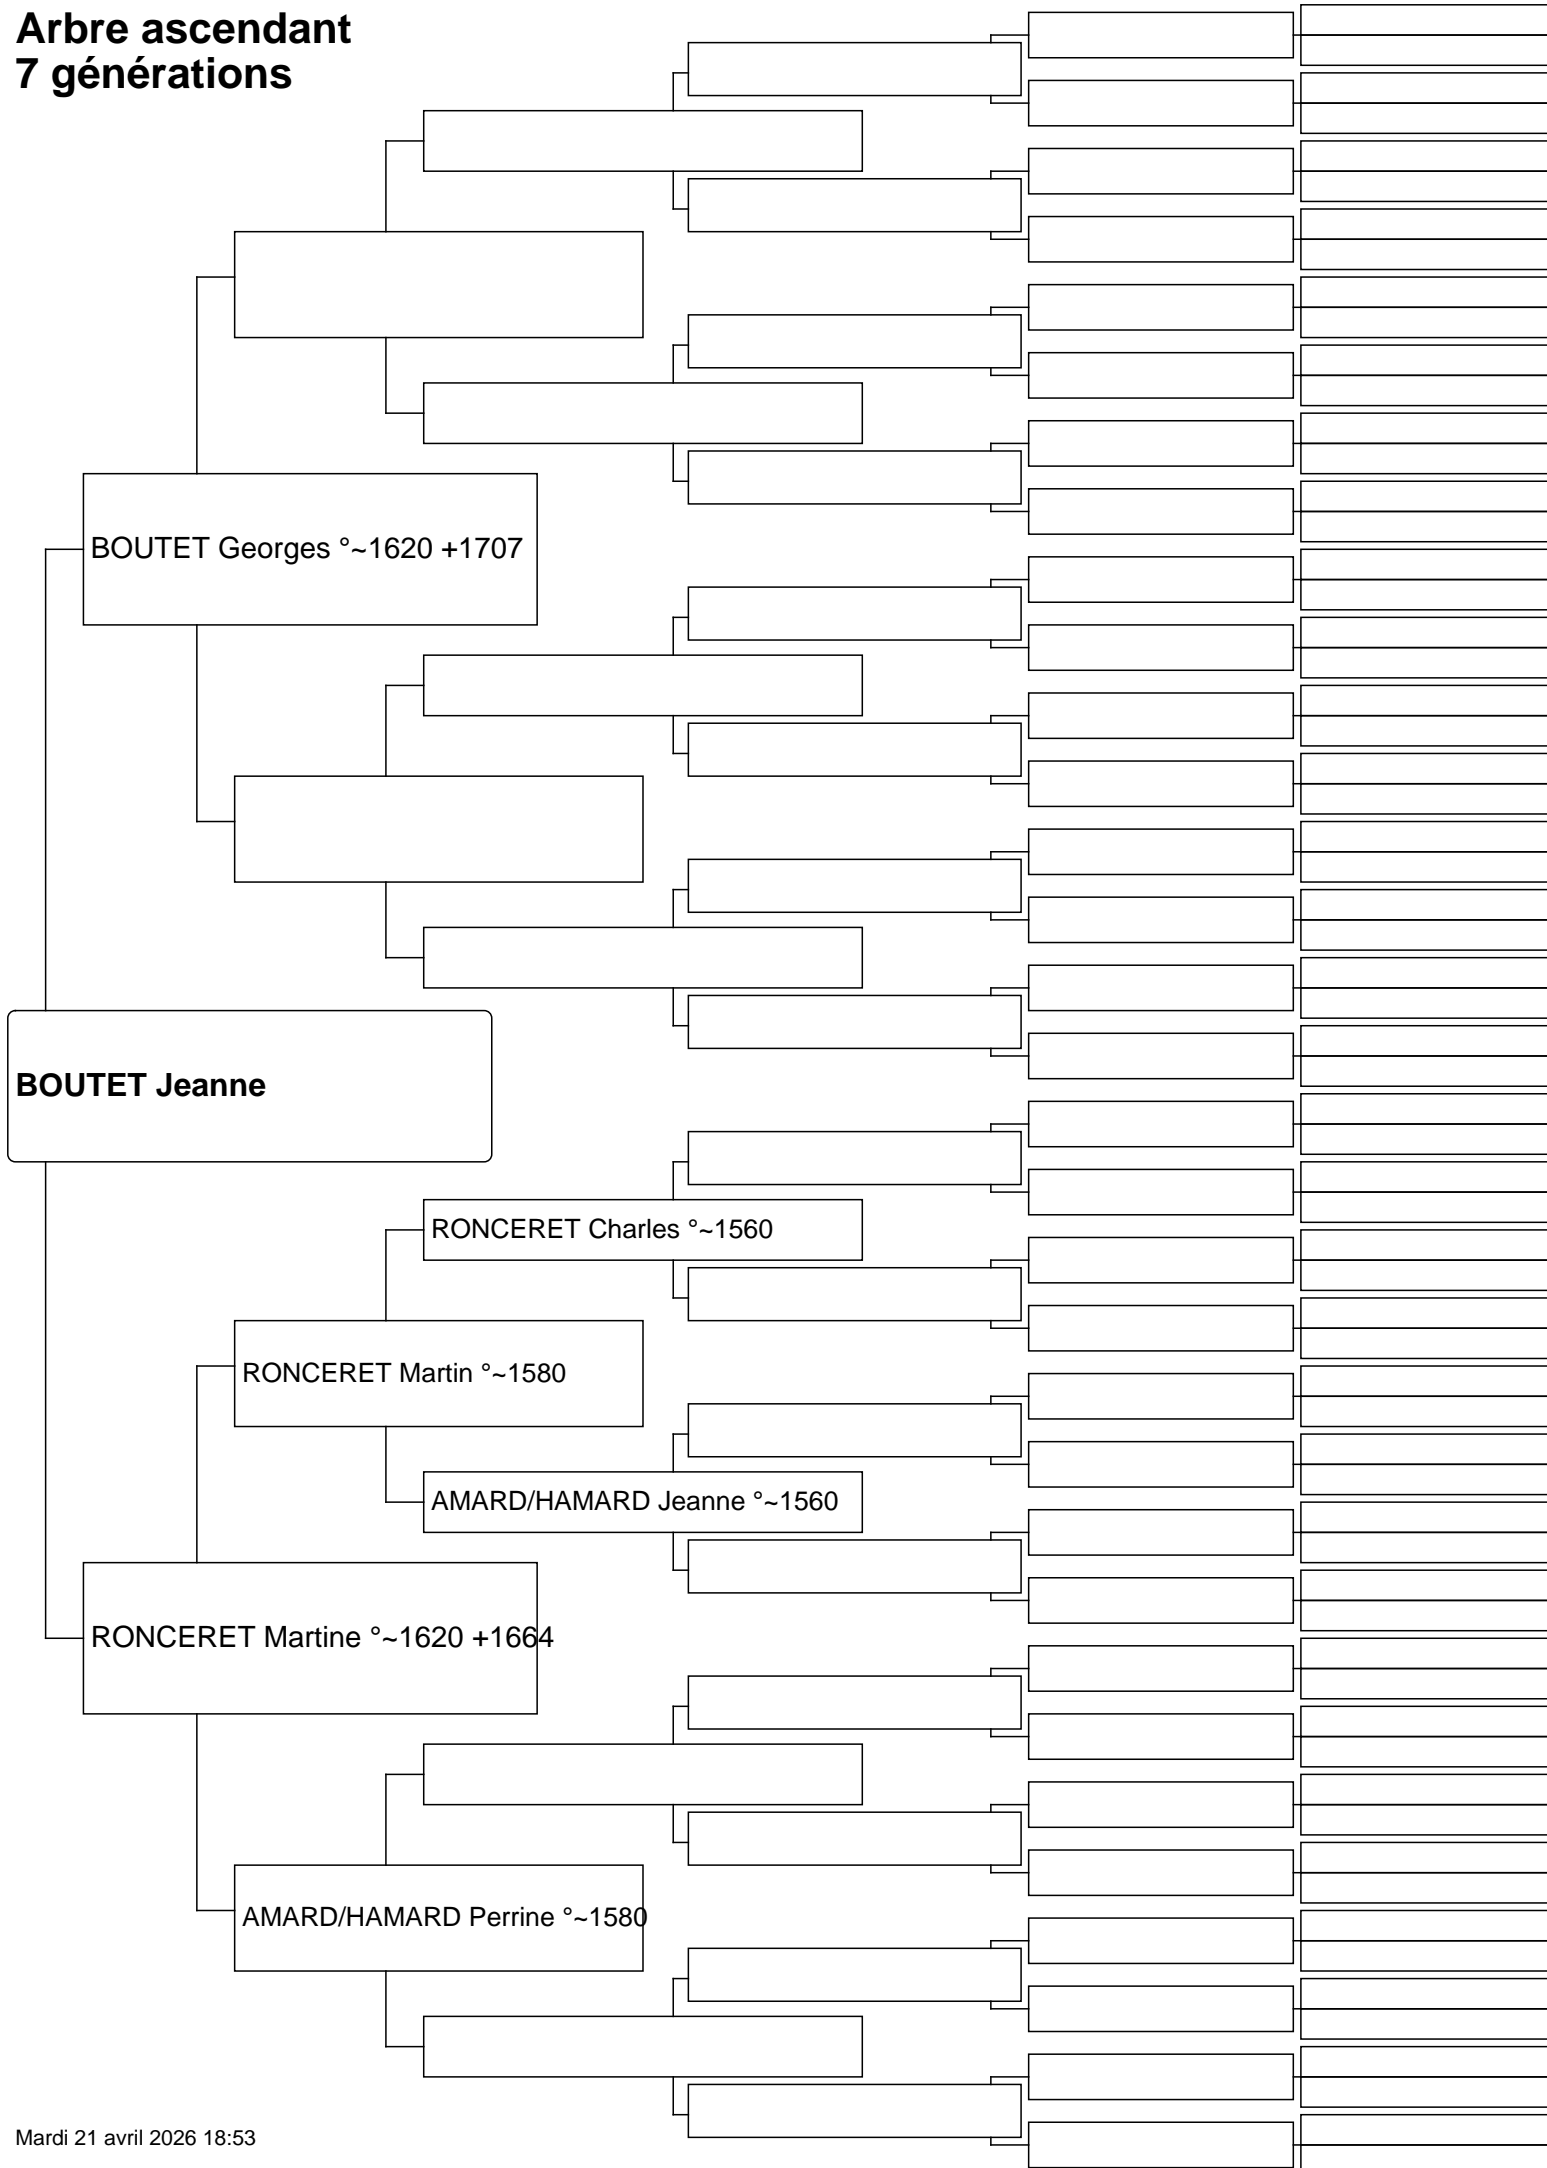 Arbre ascendant
7 générations
BOUTET Georges °~1620 +1707
BOUTET Jeanne
RONCERET Charles °~1560
RONCERET Martin °~1580
AMARD/HAMARD Jeanne °~1560
RONCERET Martine °~1620 +1664
AMARD/HAMARD Perrine °~1580
Mardi 21 avril 2026 18:53